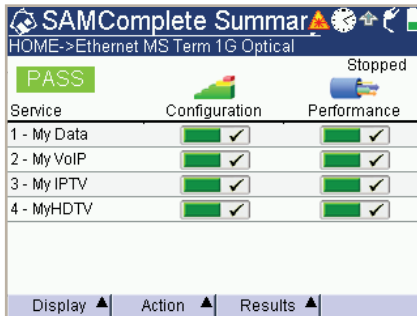 SAMComplete Summar
HOME->Ethernet MS Term 1G Optical
Stopped
PASS
Service Configuration Performance
1 - My Data
2 - My VoIP
3 - My IPTV
4 - MyHDTV
Display Action Results